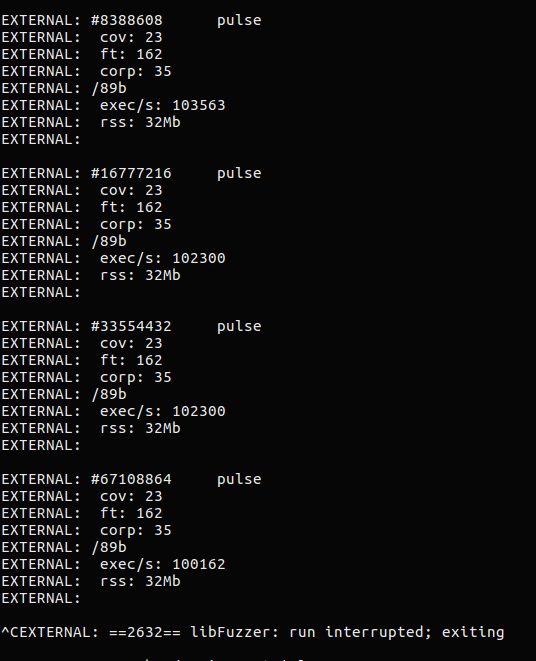 EXTERNAL: #8388608 pulse
EXTERNAL: cov: 23
EXTERNAL: ft: 162
EXTERNAL: corp: 35
EXTERNAL: /89b
EXTERNAL: exec/s: 103563
EXTERNAL: rss: 32Mb
EXTERNAL:
EXTERNAL: #16777216 pulse
EXTERNAL: cov: 23
EXTERNAL: ft: 162
EXTERNAL: corp: 35
EXTERNAL: /89b
EXTERNAL: exec/s: 102300
EXTERNAL: rss: 32Mb
EXTERNAL:
EXTERNAL: #33554432 pulse
EXTERNAL: cov: 23
EXTERNAL: ft: 162
EXTERNAL: corp: 35
EXTERNAL: /89b
EXTERNAL: exec/s: 102300
EXTERNAL: rss: 32Mb
EXTERNAL:
EXTERNAL: #67108864 pulse
EXTERNAL: cov: 23
EXTERNAL: ft: 162
EXTERNAL: corp: 35
EXTERNAL: /89b
EXTERNAL: exec/s: 100162
EXTERNAL: rss: 32Mb
EXTERNAL:
^CEXTERNAL: ==2632== libFuzzer: run interrupted; exiting